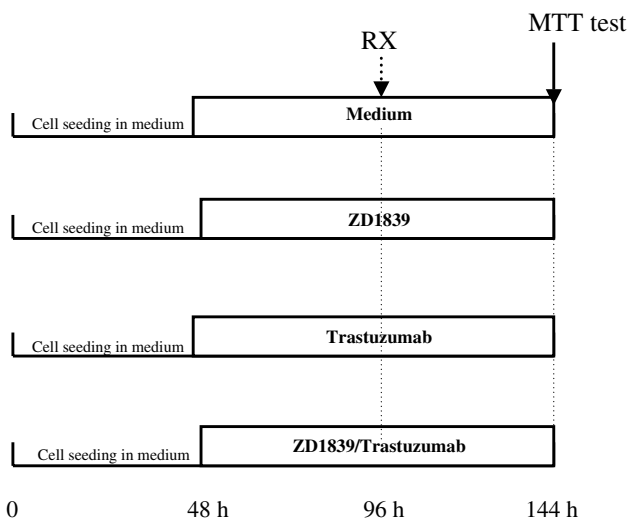 MTT test
RX
Cell seeding in medium
Medium
Cell seeding in medium
ZD1839
Cell seeding in medium
Trastuzumab
Cell seeding in medium
ZD1839/Trastuzumab
0 48 h 96 h 144 h